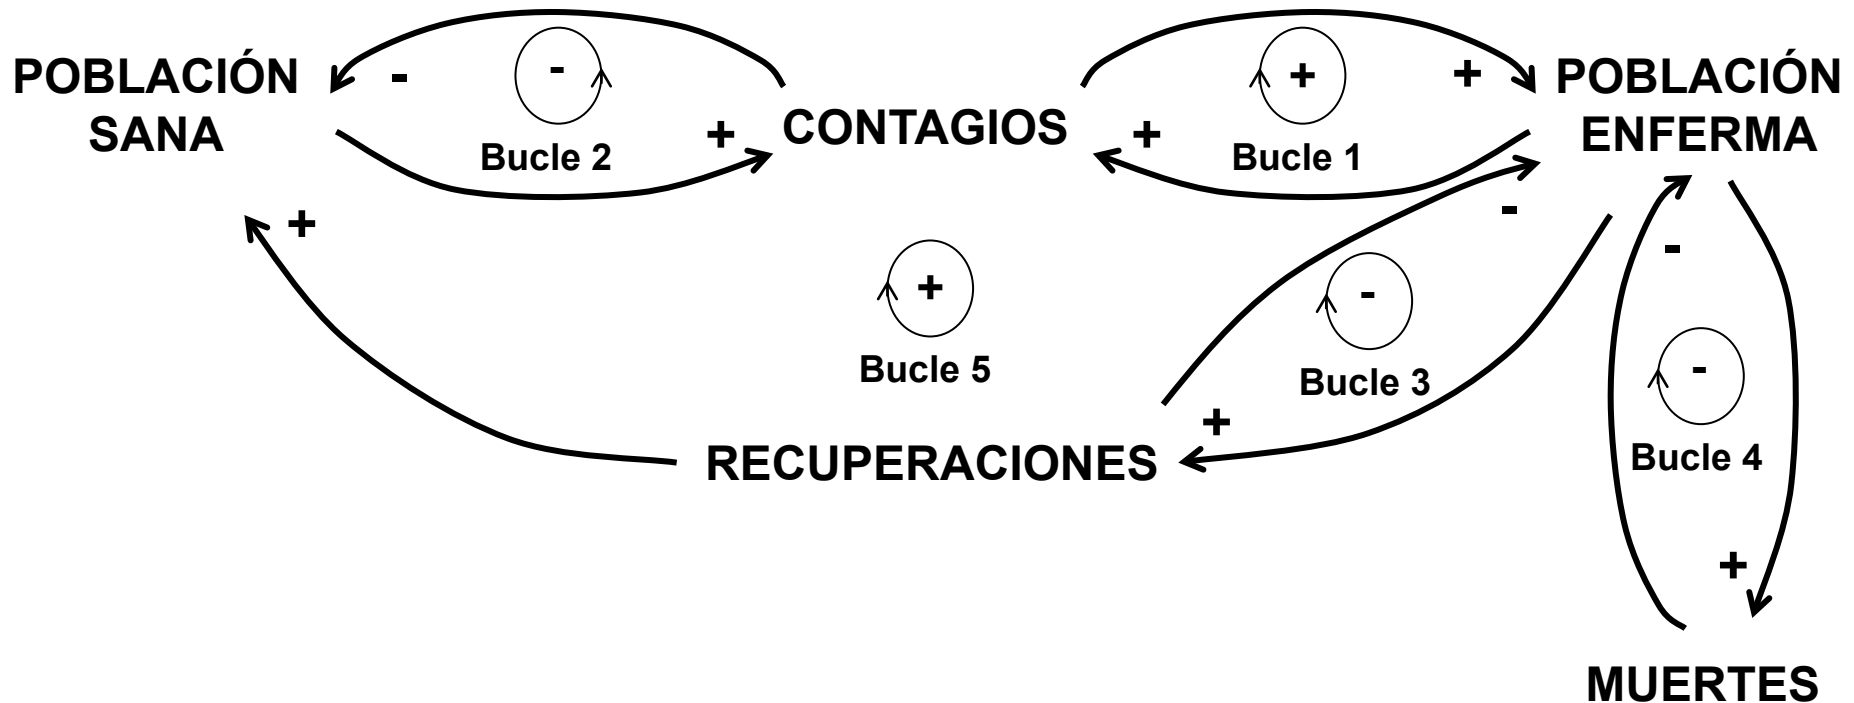 POBLACIÓN
SANA
-
-
Bucle 2
+
CONTAGIOS
+
+
+
Bucle 1
POBLACIÓN
ENFERMA
+
+
Bucle 5
-
-
Bucle 3
-
-
Bucle 4
+
RECUPERACIONES
+
MUERTES